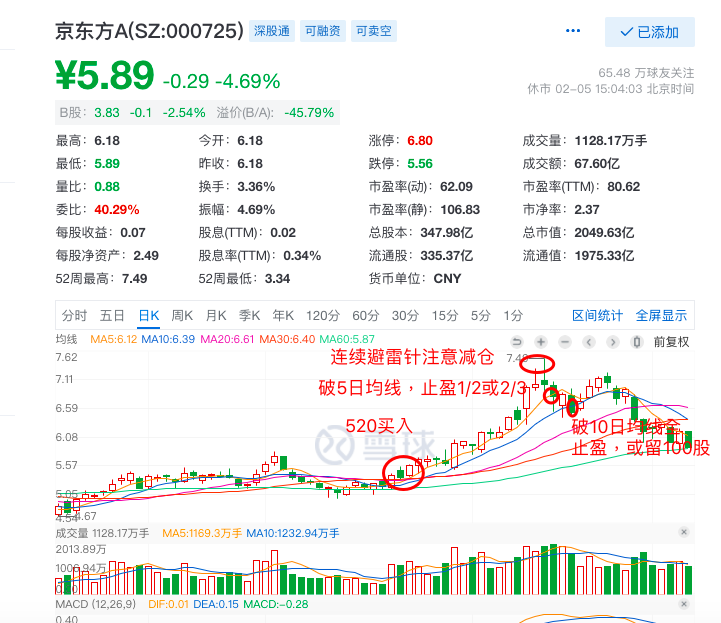 京东方A(SZ:000725) 深股通 可融资 可卖空 ••• ✓已添加
¥5.89 -0.29 -4.69%
65.48 万球友关注
休市 02-05 15:04:03 北京时间
B股: 3.83 -0.1 -2.54% 溢价(B/A): -45.79%
最高: 6.18 今开: 6.18 涨停: 6.80 成交量: 1128.17万手
最低: 5.89 昨收: 6.18 跌停: 5.56 成交额: 67.60亿
量比: 0.88 换手: 3.36% 市盈率(动): 62.09 市盈率(TTM): 80.62
委比: 40.29% 振幅: 4.69% 市盈率(静): 106.83 市净率: 2.37
每股收益: 0.07 股息(TTM): 0.02 总股本: 347.98亿 总市值: 2049.63亿
每股净资产: 2.49 股息率(TTM): 0.34% 流通股: 335.37亿 流通值: 1975.33亿
52周最高: 7.49 52周最低: 3.34 货币单位: CNY
分时 五日 日K 周K 月K 季K 年K 120分 60分 30分 15分 5分 1分 区间统计 全屏显示
均线 MA5:6.12 MA10:6.39 MA20:6.61 MA30:6.40 MA60:5.87 前复权
7.62
连续避雷针注意减仓 7.49
7.11
破5日均线，止盈1/2或2/3
6.59
520买入
破10日均线全
6.08
雪球
止盈，或留100股
5.57
5.05
4.54
4.67
成交量 1128.17万手 MA5:1169.3万手 MA10:1232.94万手
2013.89万
1006.94万
0.00
MACD (12,26,9) DIF:0.01 DEA:0.15 MACD:-0.28
0.40